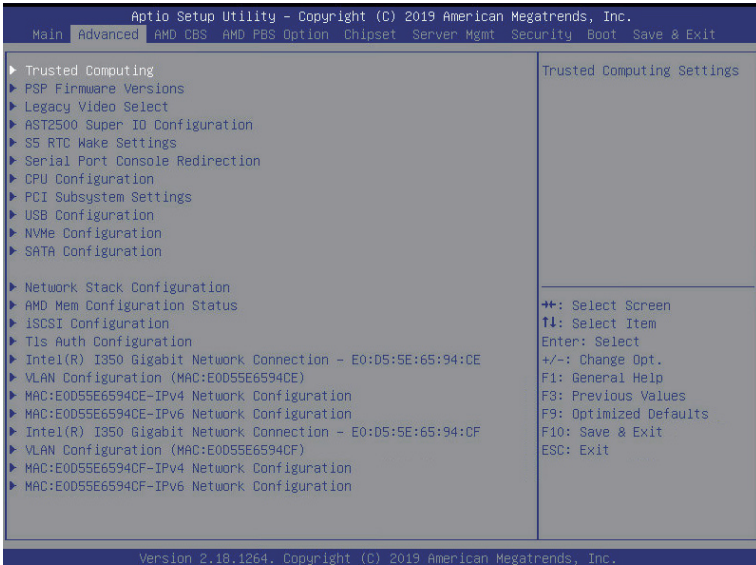 Aptio Setup Utility – Copyright (C) 2019 American Megatrends, Inc.
Main Advanced AMD CBS AMD PBS Option Chipset Server Mgmt Security Boot Save & Exit
Trusted Computing
PSP Firmware Versions
Legacy Video Select
AST2500 Super IO Configuration
S5 RTC Wake Settings
Serial Port Console Redirection
CPU Configuration
PCI Subsystem Settings
USB Configuration
NVMe Configuration
SATA Configuration
Network Stack Configuration
AMD Mem Configuration Status
iSCSI Configuration
Tls Auth Configuration
Intel(R) I350 Gigabit Network Connection – E0:D5:5E:65:94:CE
VLAN Configuration (MAC:E0D55E6594CE)
MAC:E0D55E6594CE-IPv4 Network Configuration
MAC:E0D55E6594CE-IPv6 Network Configuration
Intel(R) I350 Gigabit Network Connection – E0:D5:5E:65:94:CF
VLAN Configuration (MAC:E0D55E6594CF)
MAC:E0D55E6594CF-IPv4 Network Configuration
MAC:E0D55E6594CF-IPv6 Network Configuration
Trusted Computing Settings
→←: Select Screen
↑↓: Select Item
Enter: Select
+/-: Change Opt.
F1: General Help
F3: Previous Values
F9: Optimized Defaults
F10: Save & Exit
ESC: Exit
Version 2.18.1264. Copyright (C) 2019 American Megatrends, Inc.